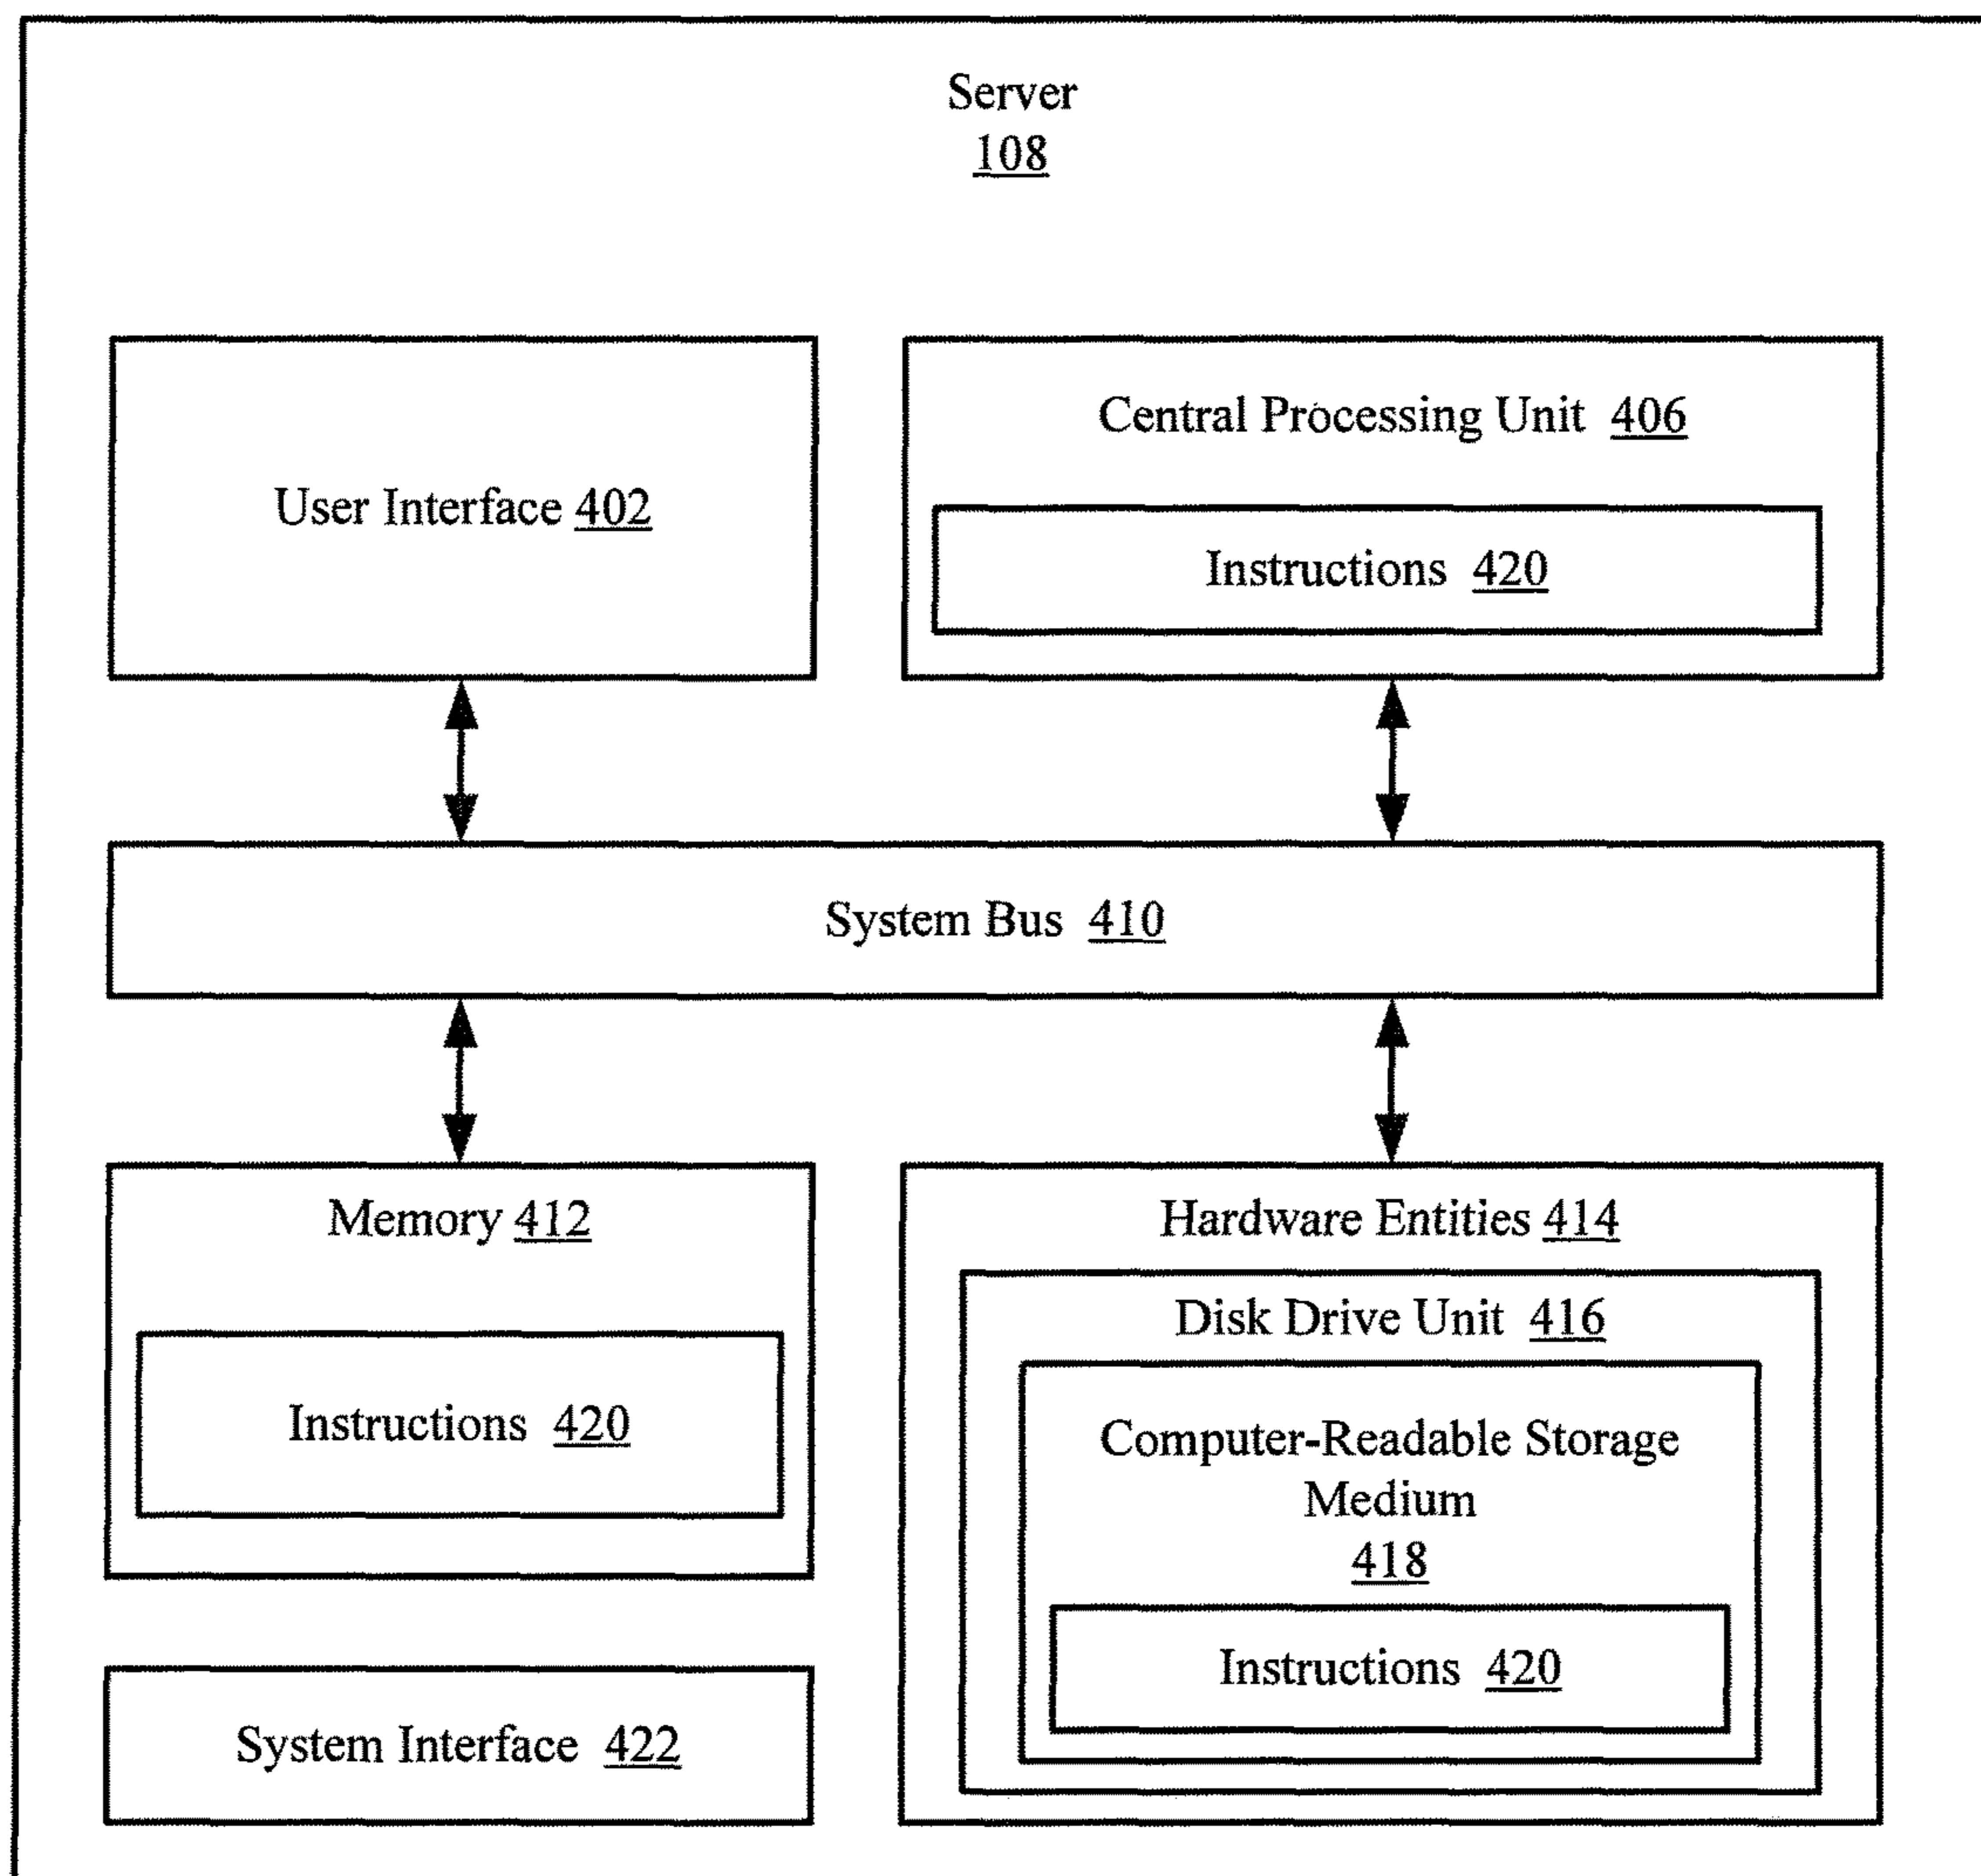 Server
108
User Interface 402
Central Processing Unit 406
Instructions 420
System Bus 410
Memory 412
Instructions 420
Hardware Entities 414
Disk Drive Unit 416
Computer-Readable Storage
Medium
418
Instructions 420
System Interface 422